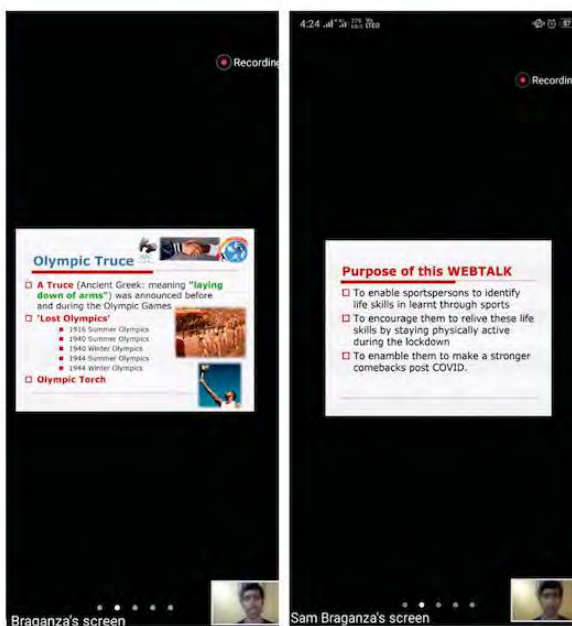 Recording
Olympic Truce
A Truce (Ancient Greek: meaning "laying
down of arms") was announced before
and during the Olympic Games
'Lost Olympics'
1916 Summer Olympics
1940 Summer Olympics
1940 Winter Olympics
1944 Summer Olympics
1944 Winter Olympics
Olympic Torch
Braganza's screen
4:24
Recording
Purpose of this WEBTALK
To enable sportspersons to identify
life skills in learnt through sports
To encourage them to relive these life
skills by staying physically active
during the lockdown
To enamble them to make a stronger
comebacks post COVID.
Sam Braganza's screen